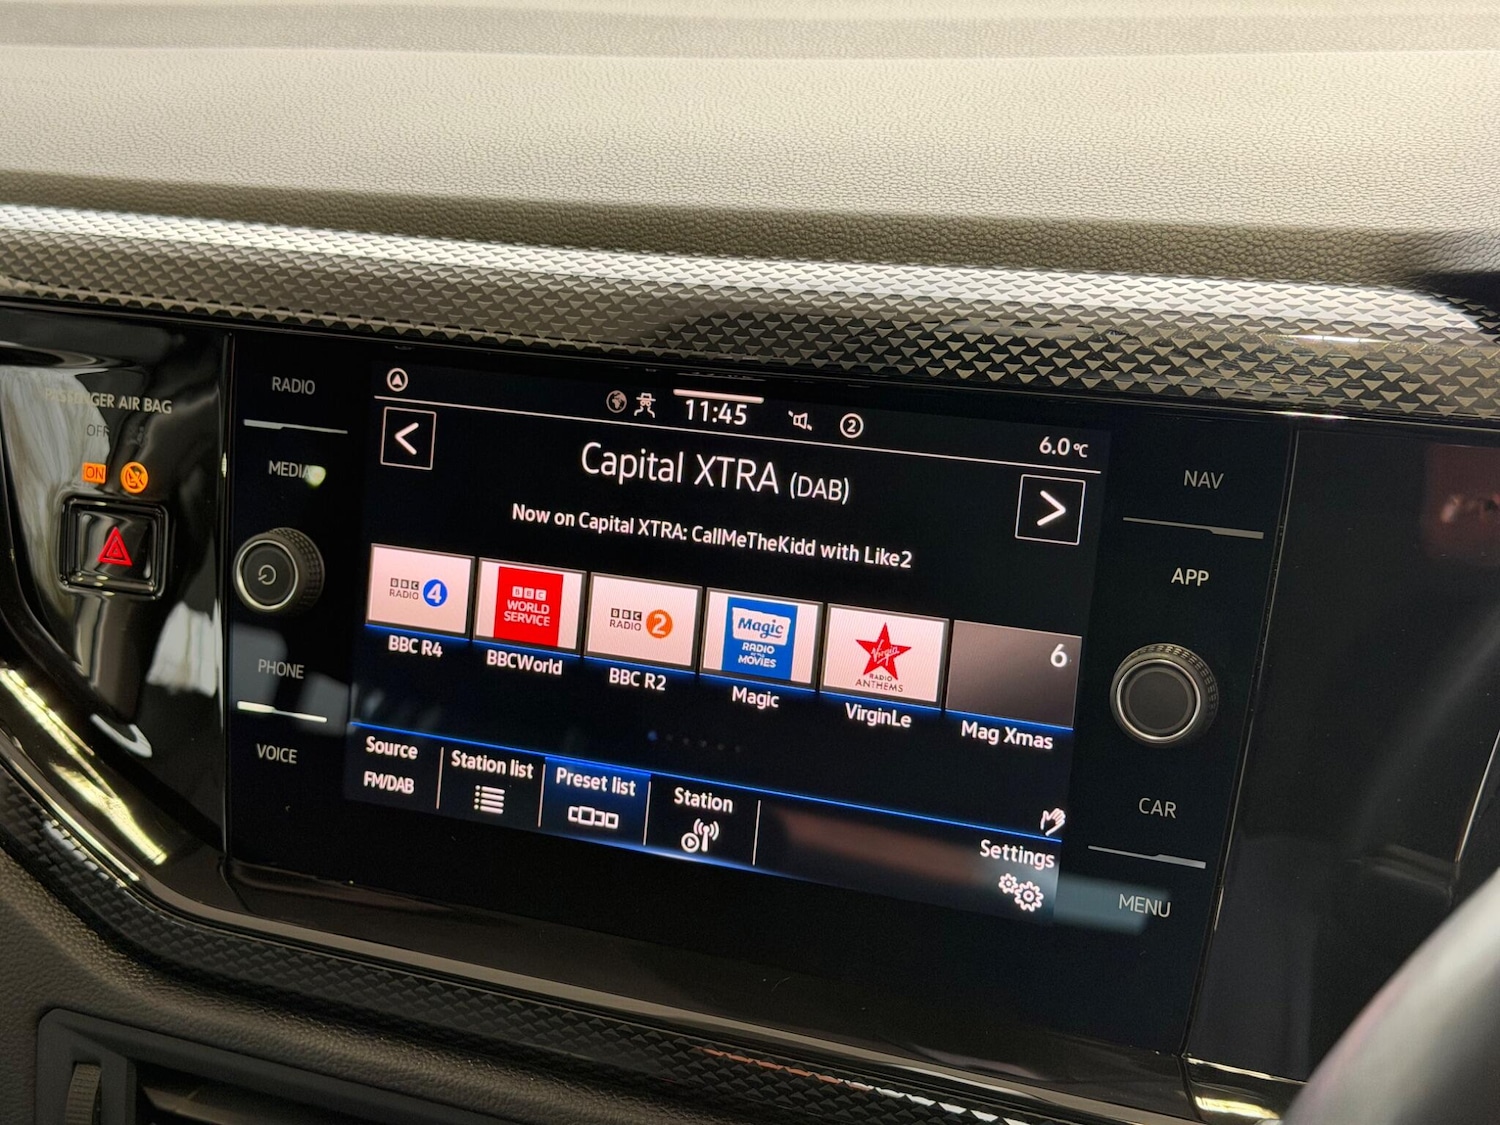 PASSENGER AIR BAG
OFF
ON
RADIO
MEDIA
PHONE
VOICE
11:45
2
6.0 °C
Capital XTRA (DAB)
Now on Capital XTRA: CallMeTheKidd with Like2
BBC
RADIO 4
BBC R4
BBC
WORLD
SERVICE
BBCWorld
BBC
RADIO 2
BBC R2
Magic
RADIO
MOVIES
Magic
Virgin
RADIO
ANTHEMS
VirginLe
6
Mag Xmas
Source
FM/DAB
Station list
Preset list
Station
Settings
NAV
APP
CAR
MENU